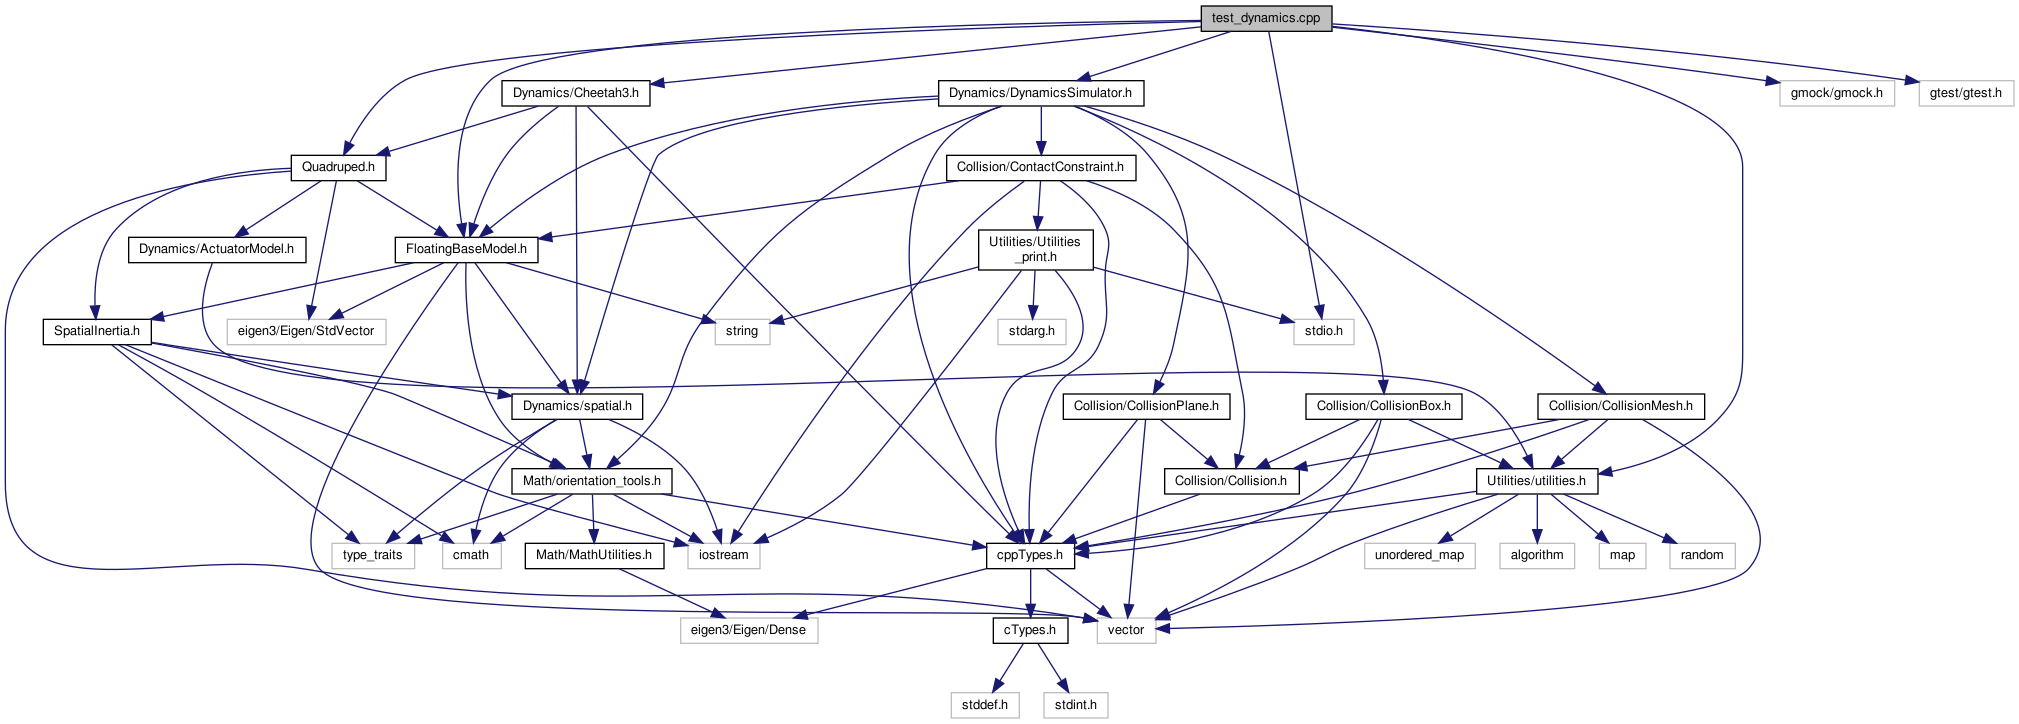 test_dynamics.cpp
Dynamics/Cheetah3.h
Dynamics/DynamicsSimulator.h
gmock/gmock.h
gtest/gtest.h
Quadruped.h
Collision/ContactConstraint.h
Dynamics/ActuatorModel.h
FloatingBaseModel.h
Utilities/Utilities
_print.h
SpatialInertia.h
eigen3/Eigen/StdVector
string
stdarg.h
stdio.h
Dynamics/spatial.h
Collision/CollisionPlane.h
Collision/CollisionBox.h
Collision/CollisionMesh.h
Math/orientation_tools.h
Collision/Collision.h
Utilities/utilities.h
type_traits
cmath
Math/MathUtilities.h
iostream
cppTypes.h
unordered_map
algorithm
map
random
eigen3/Eigen/Dense
cTypes.h
vector
stddef.h
stdint.h